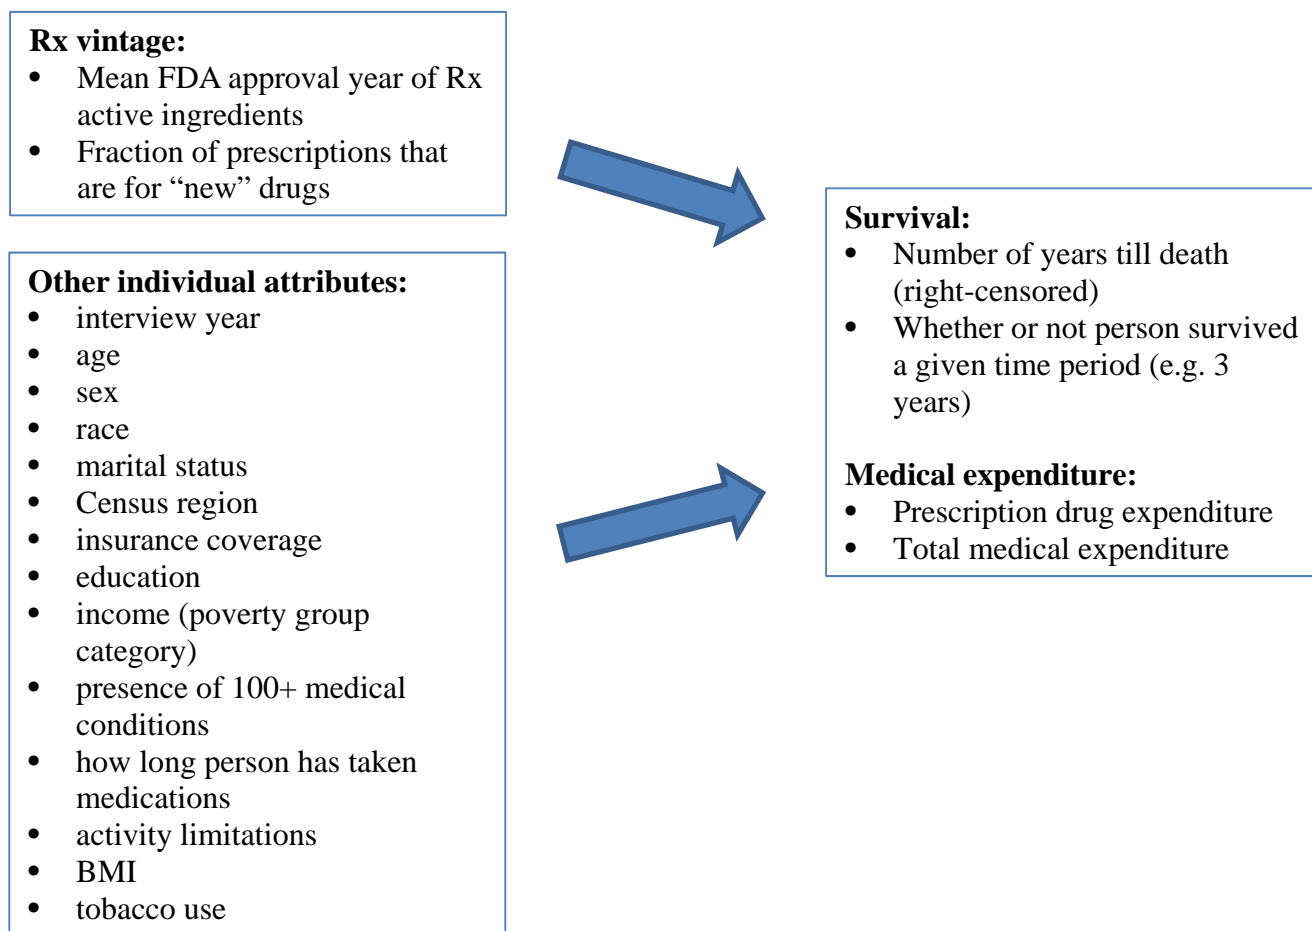 Rx vintage:
• Mean FDA approval year of Rx
active ingredients
• Fraction of prescriptions that
are for “new” drugs
Other individual attributes:
• interview year
• age
• sex
• race
• marital status
• Census region
• insurance coverage
• education
• income (poverty group
category)
• presence of 100+ medical
conditions
• how long person has taken
medications
• activity limitations
• BMI
• tobacco use
Survival:
• Number of years till death
(right-censored)
• Whether or not person survived
a given time period (e.g. 3
years)
Medical expenditure:
• Prescription drug expenditure
• Total medical expenditure